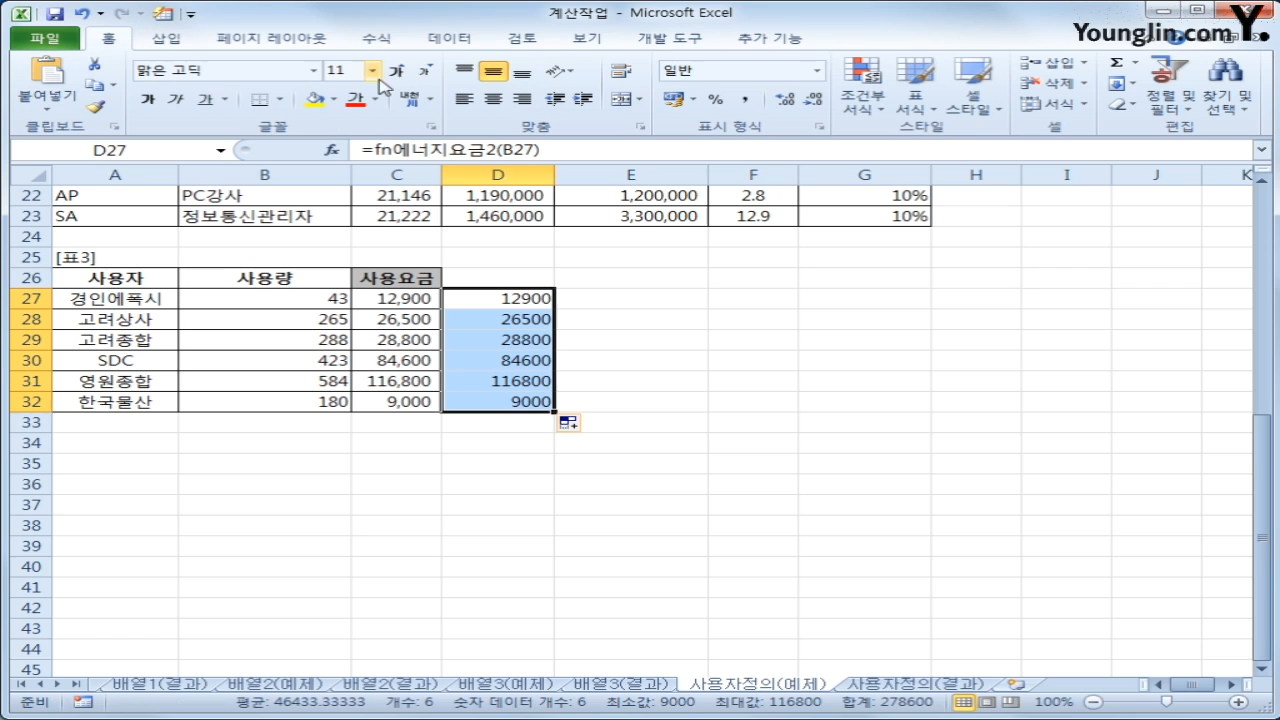 계산작업 - Microsoft Excel
Younglin.com Y.
파일 홈 삽입 페이지 레이아웃 수식 데이터 검토 보기 개발 도구 추가 기능
붙여넣기 클립보드
맑은 고딕 11 가 가
가 가 가 가 내천
글꼴 맞춤
일반
% ,
표시 형식
조건부 서식 표 서식 셀 스타일
스타일
삽입 삭제 서식
셀
Σ 정렬 및 필터 찾기 및 선택
편집
D27 fx =fn에너지요금2(B27)
A B C D E F G H I J K
22 AP PC강사 21,146 1,190,000 1,200,000 2.8 10%
23 SA 정보통신관리자 21,222 1,460,000 3,300,000 12.9 10%
24
25 [표3]
26 사용자 사용량 사용요금
27 경인에폭시 43 12,900 12900
28 고려상사 265 26,500 26500
29 고려종합 288 28,800 28800
30 SDC 423 84,600 84600
31 영원종합 584 116,800 116800
32 한국물산 180 9,000 9000
33
34
35
36
37
38
39
40
41
42
43
44
45
배열1(결과) 배열2(예제) 배열2(결과) 배열3(예제) 배열3(결과) 사용자정의(예제) 사용자정의(결과)
준비 평균: 46433.33333 개수: 6 숫자 데이터 개수: 6 최소값: 9000 최대값: 116800 합계: 278600 100%